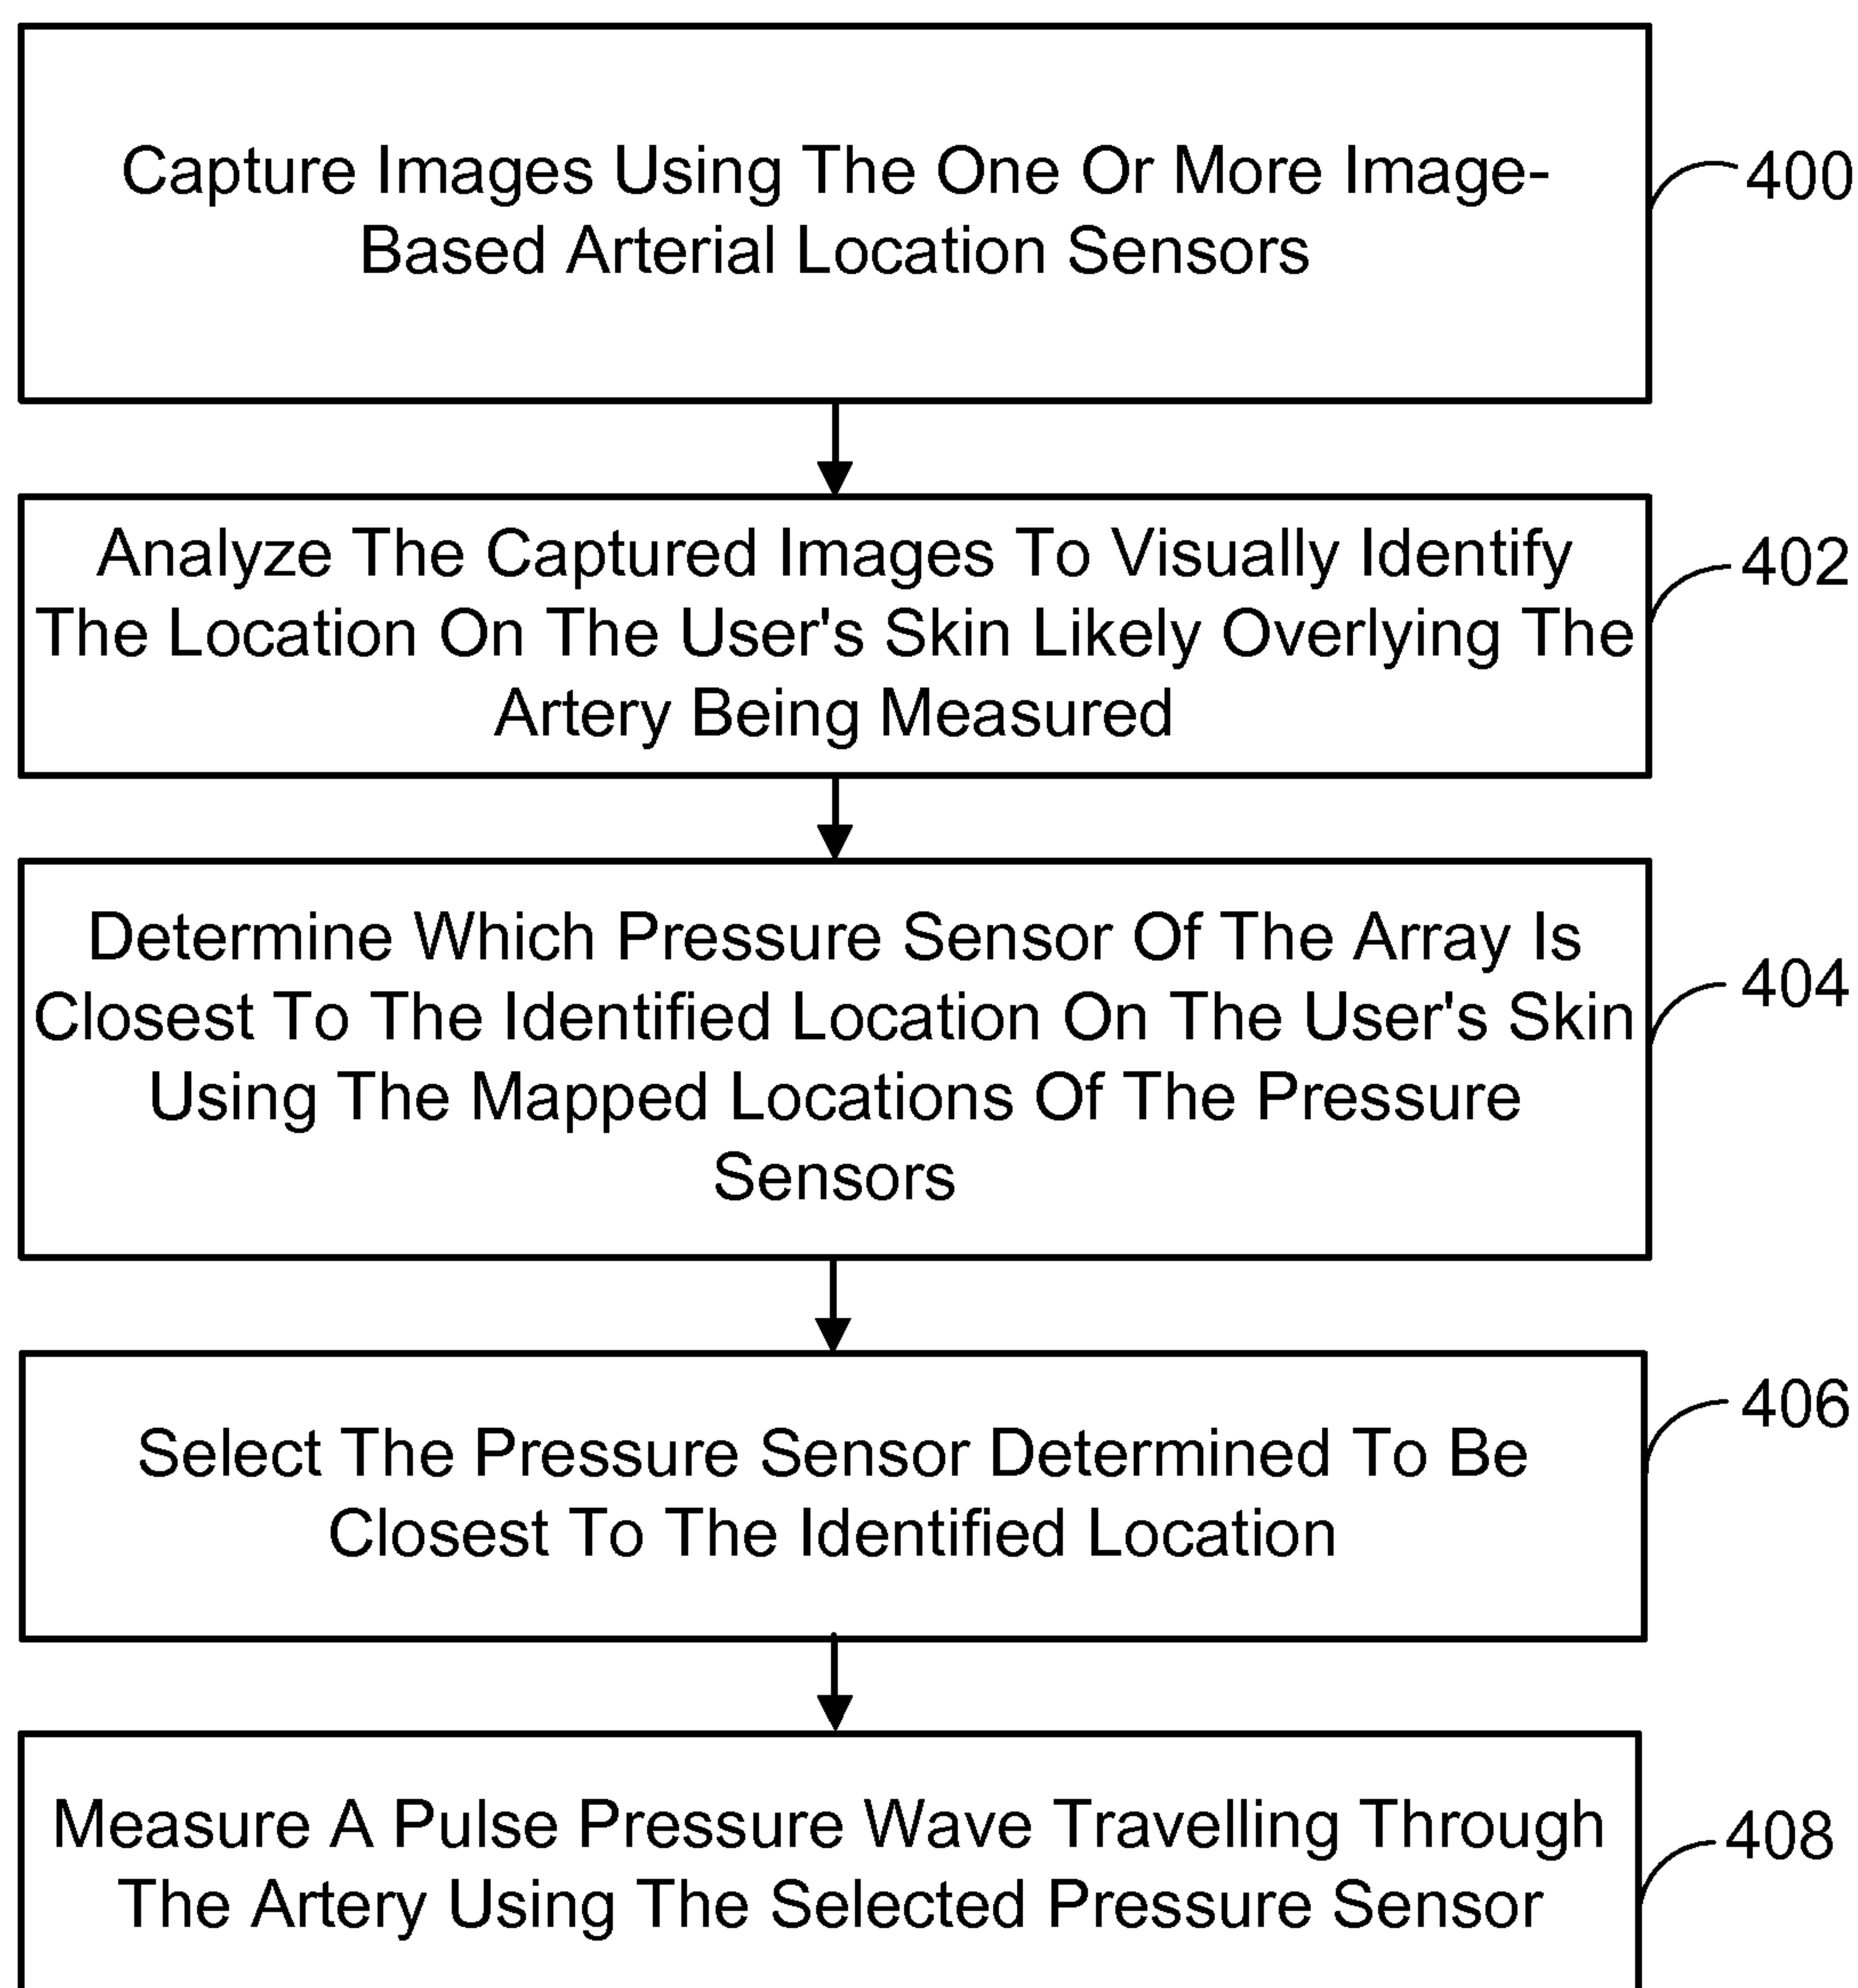 Capture Images Using The One Or More Image-
Based Arterial Location Sensors
400
Analyze The Captured Images To Visually Identify
The Location On The User's Skin Likely Overlying The
Artery Being Measured
402
Determine Which Pressure Sensor Of The Array Is
Closest To The Identified Location On The User's Skin
Using The Mapped Locations Of The Pressure
Sensors
404
Select The Pressure Sensor Determined To Be
Closest To The Identified Location
406
Measure A Pulse Pressure Wave Travelling Through
The Artery Using The Selected Pressure Sensor
408